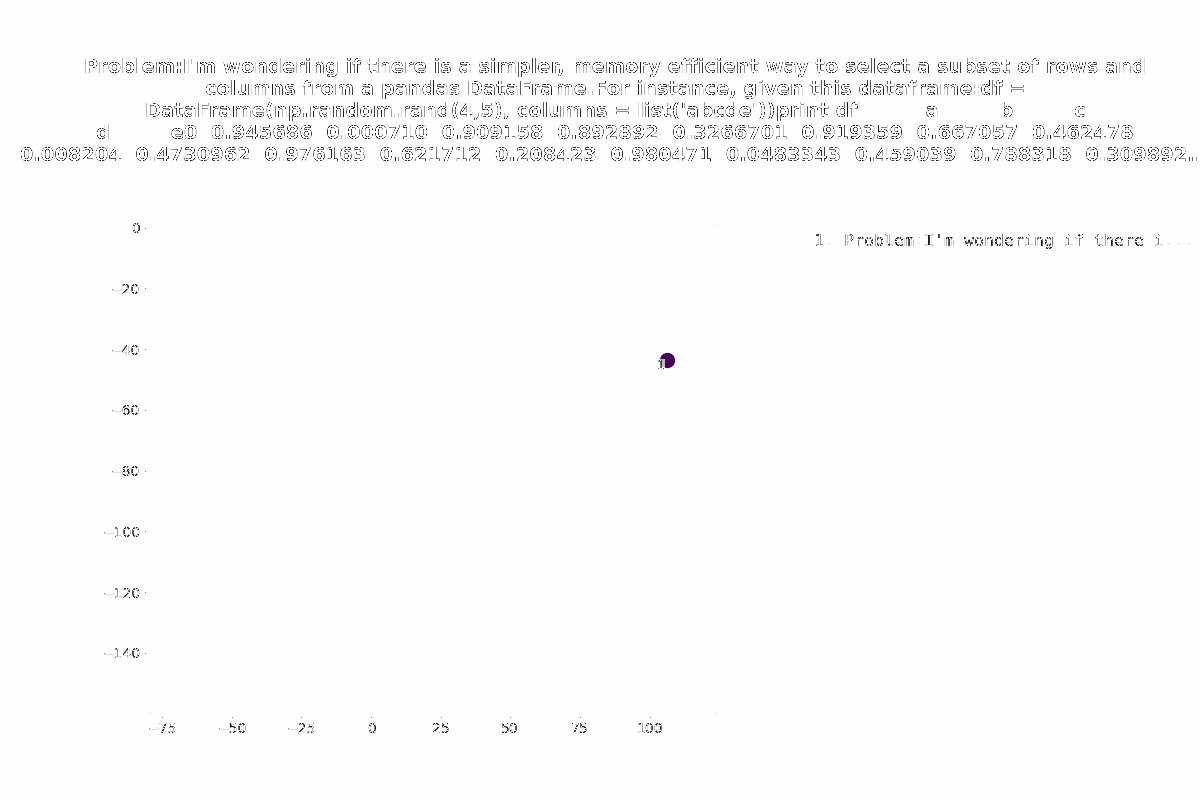 Problem:I'm wondering if there is a simpler, memory efficient way to select a subset of rows and
columns from a pandas DataFrame.For instance, given this dataframe:df =
DataFrame(np.random.rand(4,5), columns = list('abcde'))print df a b c
d e0 0.945686 0.000710 0.909158 0.892892 0.3266701 0.919359 0.667057 0.462478
0.008204 0.4730962 0.976163 0.621712 0.208423 0.980471 0.0483343 0.459039 0.788318 0.309892..
0
1. Problem:I'm wondering if there i...
−20
−40
1
−60
−80
−100
−120
−140
−75 −50 −25 0 25 50 75 100